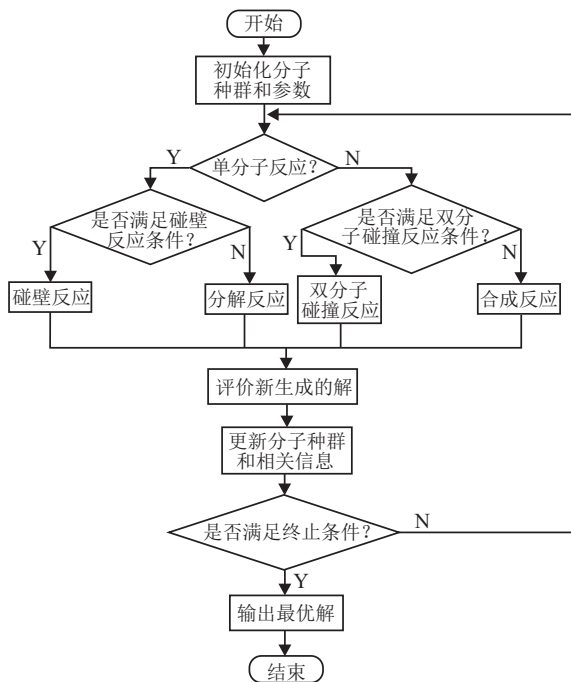 开始
初始化分子
种群和参数
Y
单分子反应?
N
是否满足碰壁
反应条件?
是否满足双分
子碰撞反应条件?
Y
N
Y
N
碰壁反应
分解反应
双分子
碰撞反应
合成反应
评价新生成的解
更新分子种群
和相关信息
是否满足终止条件?
N
Y
输出最优解
结束